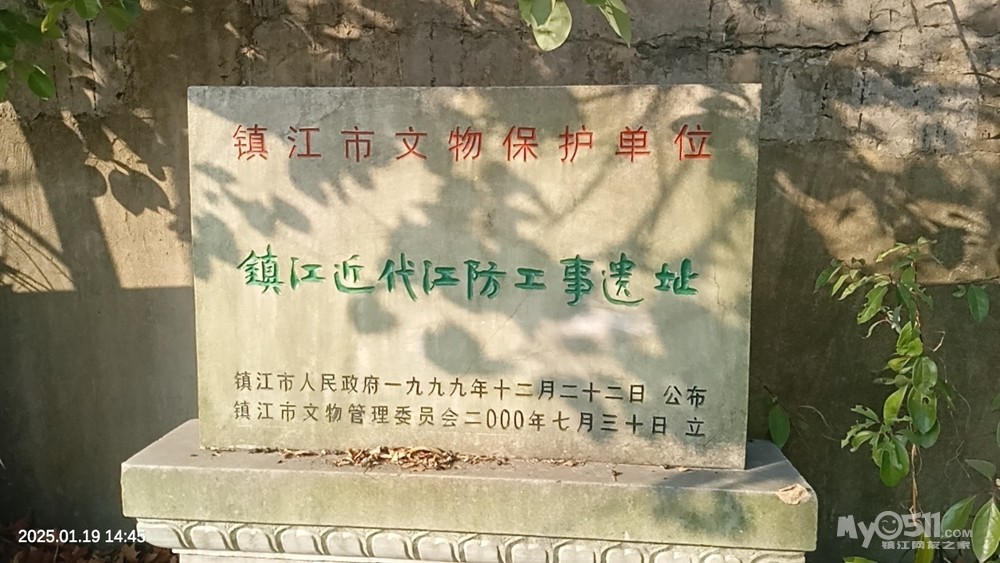 镇江市文物保护单位
鎮江近代江防工事遗址
镇江市人民政府一九九九年十二月二十二日 公布
镇江市文物管理委员会二000年七月三十日 立
2025.01.19 14:45
My0511.COM
镇江网友之家